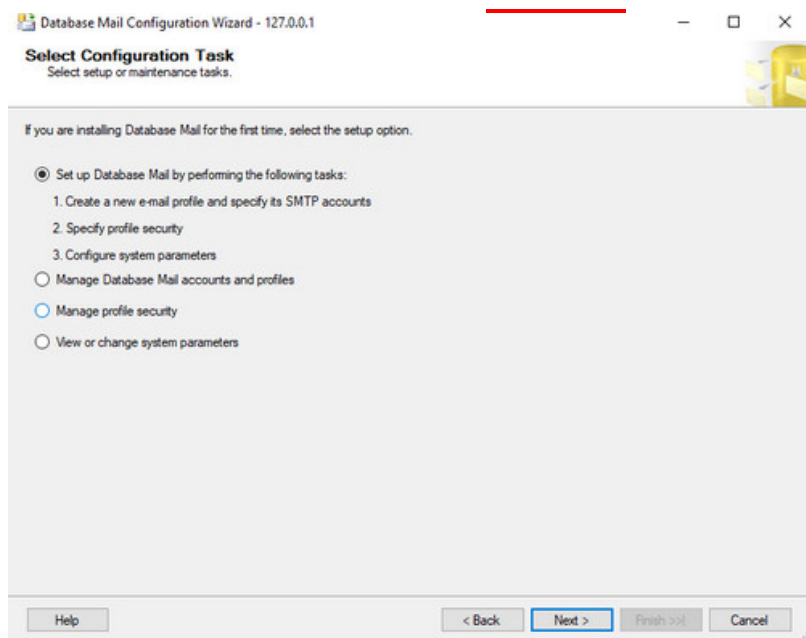 Database Mail Configuration Wizard - 127.0.0.1
Select Configuration Task
Select setup or maintenance tasks.
If you are installing Database Mail for the first time, select the setup option.
Set up Database Mail by performing the following tasks:
1. Create a new e-mail profile and specify its SMTP accounts
2. Specify profile security
3. Configure system parameters
Manage Database Mail accounts and profiles
Manage profile security
View or change system parameters
Help < Back Next > Finish >>| Cancel